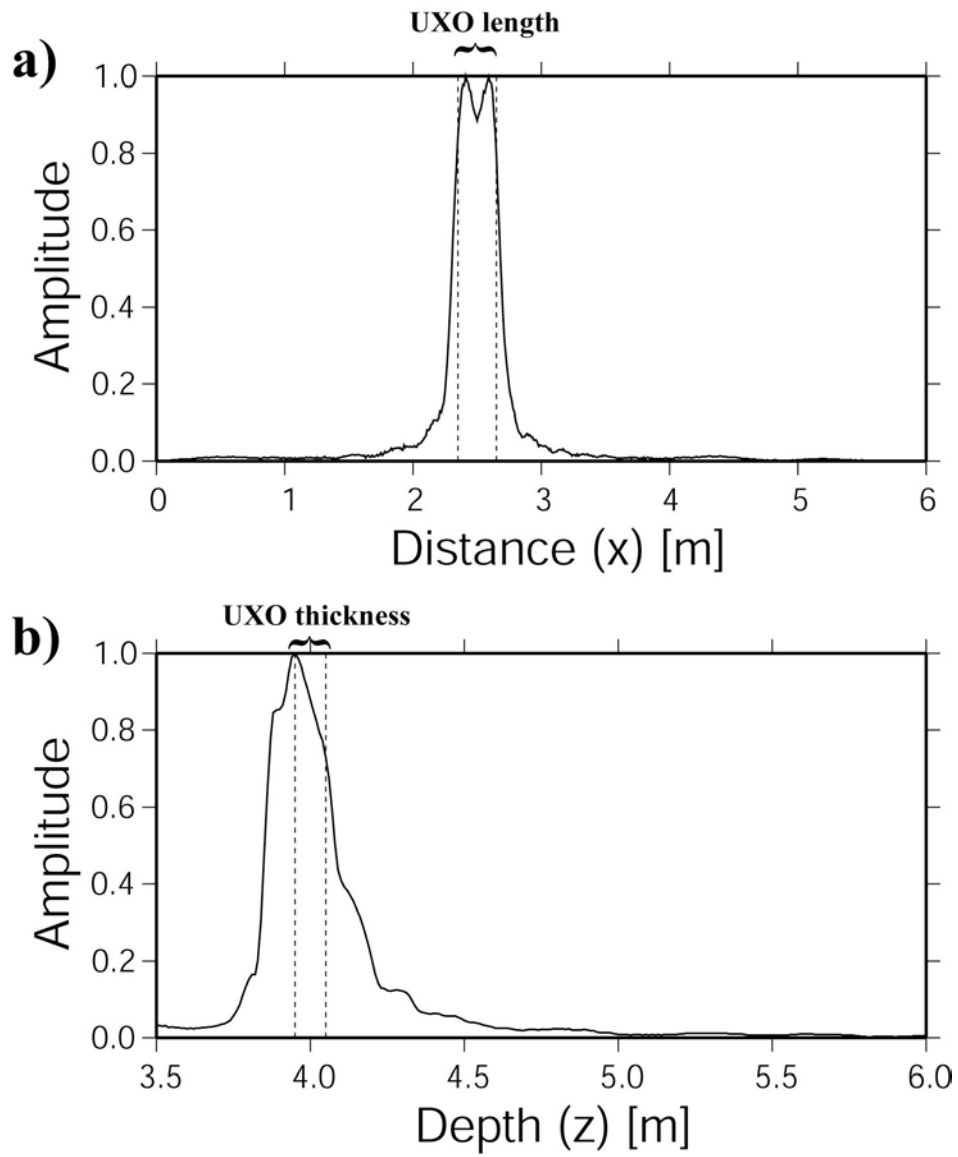 UXO length
a)
1.0
0.8
0.6
0.4
0.2
0.0
Amplitude
0 1 2 3 4 5 6
Distance (x) [m]
UXO thickness
b)
1.0
0.8
0.6
0.4
0.2
0.0
Amplitude
3.5 4.0 4.5 5.0 5.5 6.0
Depth (z) [m]